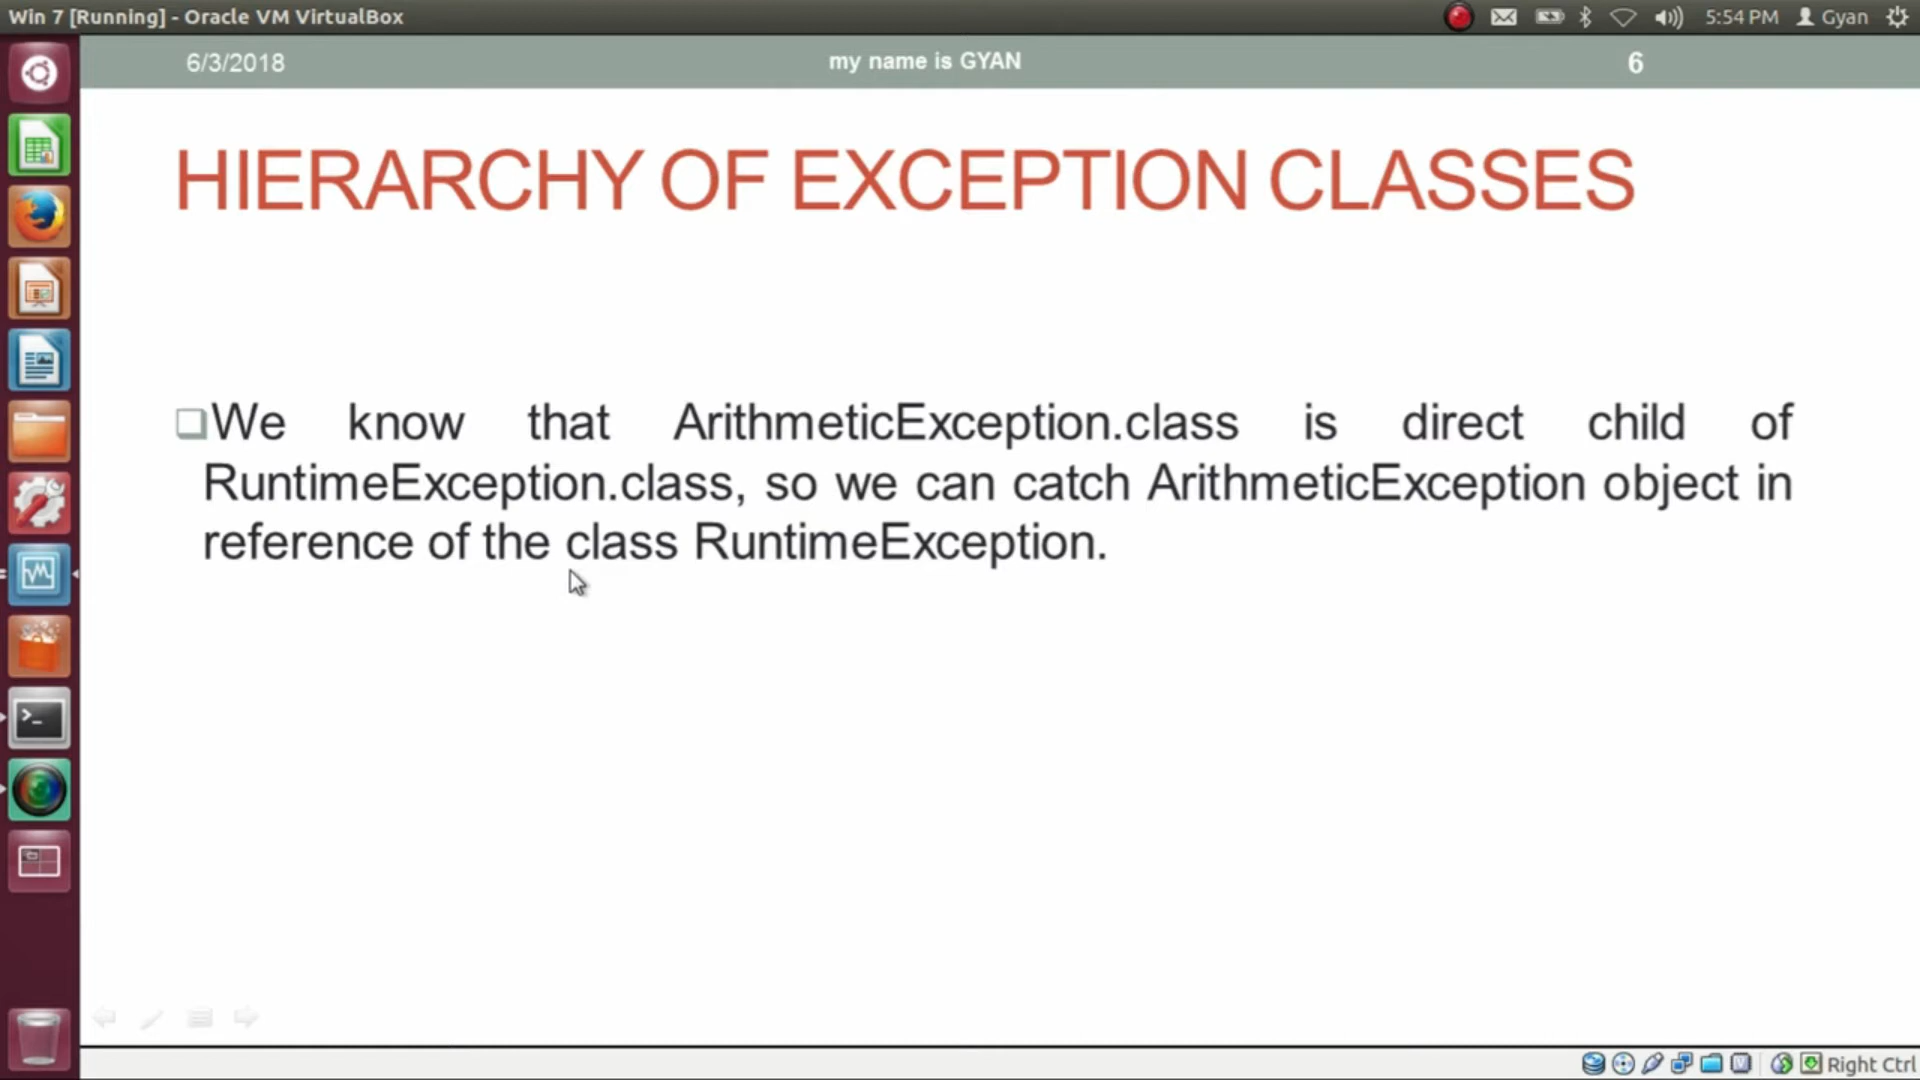 Win 7 [Running] - Oracle VM VirtualBox
5:54 PM Gyan
6/3/2018
my name is GYAN
6
HIERARCHY OF EXCEPTION CLASSES
We know that ArithmeticException.class is direct child of
RuntimeException.class, so we can catch ArithmeticException object in
reference of the class RuntimeException.
Right Ctrl